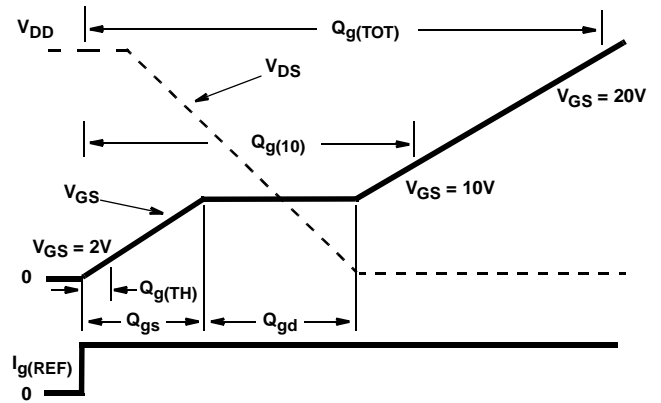 V_DD
Q_g(TOT)
V_DS
V_GS = 20V
Q_g(10)
V_GS
V_GS = 10V
V_GS = 2V
0
Q_g(TH)
Q_gs
Q_gd
I_g(REF)
0